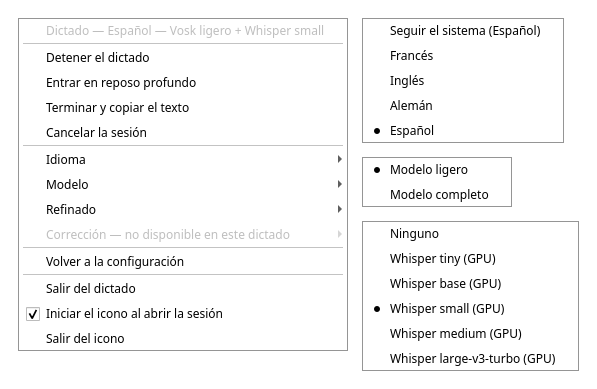 Dictado — Español — Vosk ligero + Whisper small
Detener el dictado
Entrar en reposo profundo
Terminar y copiar el texto
Cancelar la sesión
Idioma
Modelo
Refinado
Corrección — no disponible en este dictado
Volver a la configuración
Salir del dictado
Iniciar el icono al abrir la sesión
Salir del icono
Seguir el sistema (Español)
Francés
Inglés
Alemán
Español
Modelo ligero
Modelo completo
Ninguno
Whisper tiny (GPU)
Whisper base (GPU)
Whisper small (GPU)
Whisper medium (GPU)
Whisper large-v3-turbo (GPU)